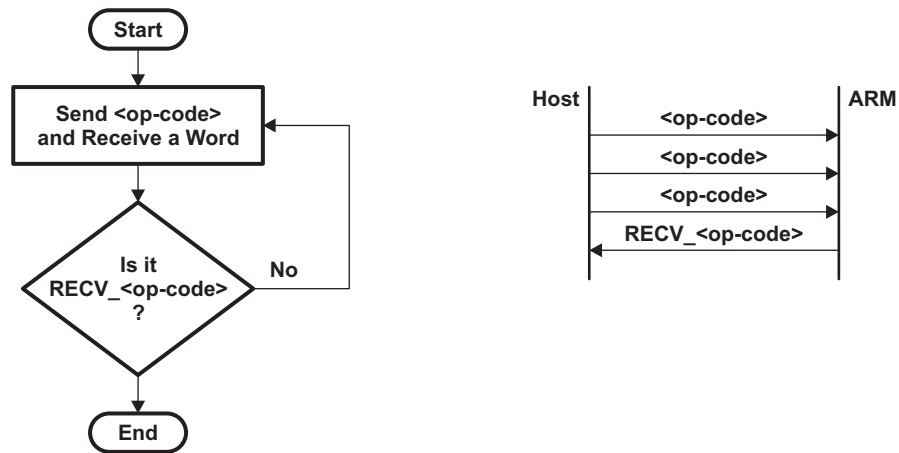 Start
Send <op-code>
and Receive a Word
Is it
RECV_<op-code>
?
No
End
Host
ARM
<op-code>
<op-code>
<op-code>
RECV_<op-code>